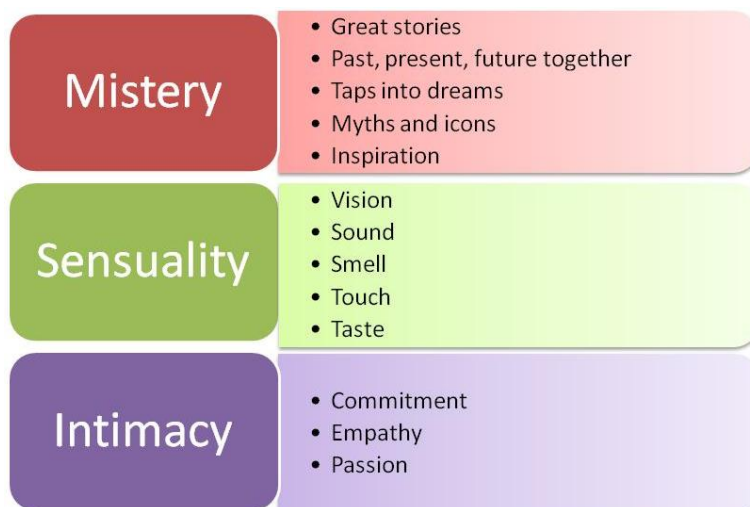 Mistery
• Great stories
• Past, present, future together
• Taps into dreams
• Myths and icons
• Inspiration
Sensuality
• Vision
• Sound
• Smell
• Touch
• Taste
Intimacy
• Commitment
• Empathy
• Passion